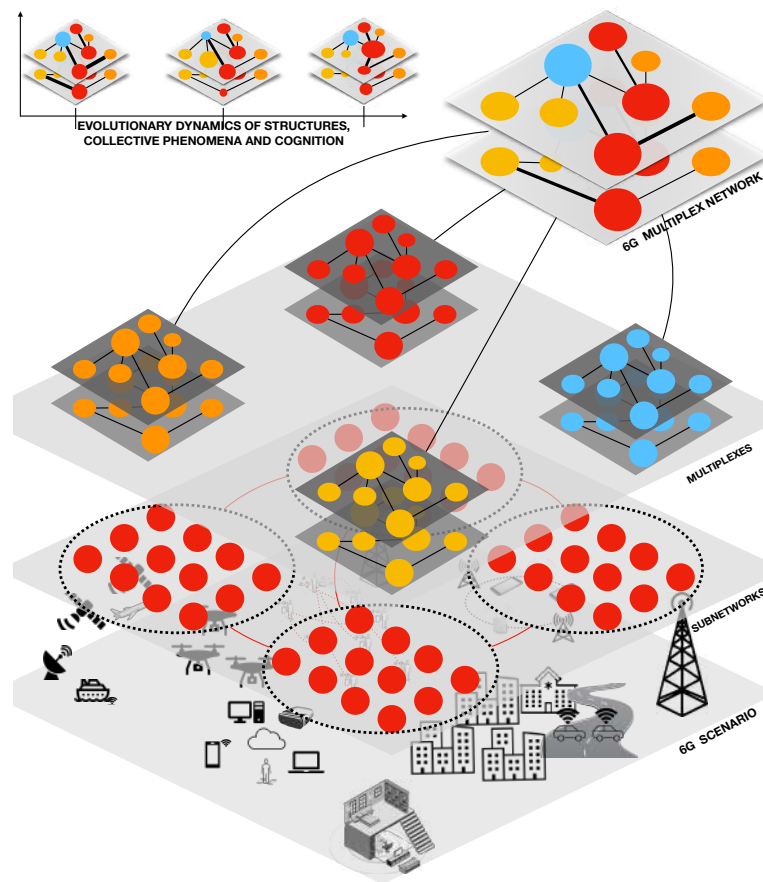 EVOLUTIONARY DYNAMICS OF STRUCTURES,
COLLECTIVE PHENOMENA AND COGNITION
6G MULTIPLEX NETWORK
MULTIPLEXES
SUBNETWORKS
6G SCENARIO